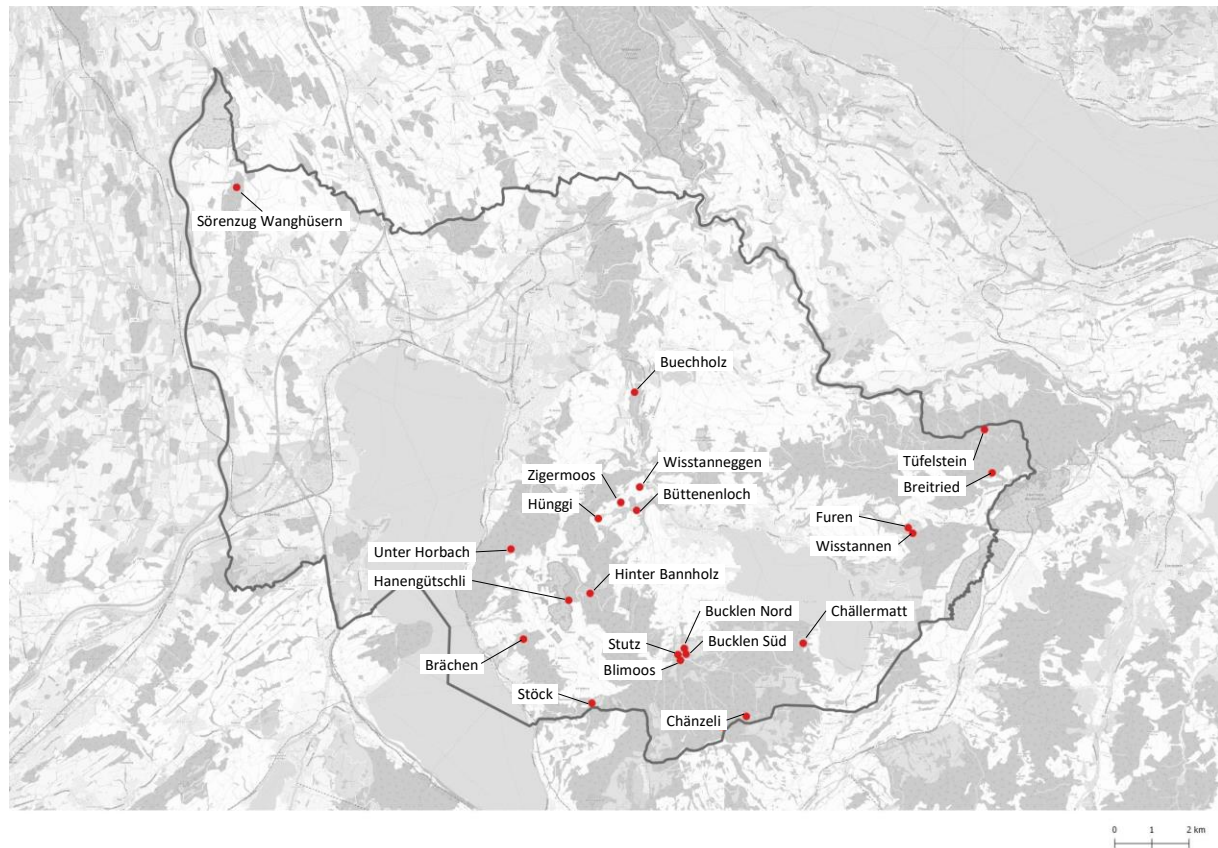 Sörenzug Wanghüsern
Buechholz
Tüfelstein
Wisstanneggen
Zigermoos
Breitried
Büttenenloch
Hünggi
Furen
Wisstannen
Unter Horbach
Hinter Bannholz
Hanengütschli
Bucklen Nord
Chällermatt
Stutz
Bucklen Süd
Brächen
Blimoos
Stöck
Chänzeli
0 1 2 km